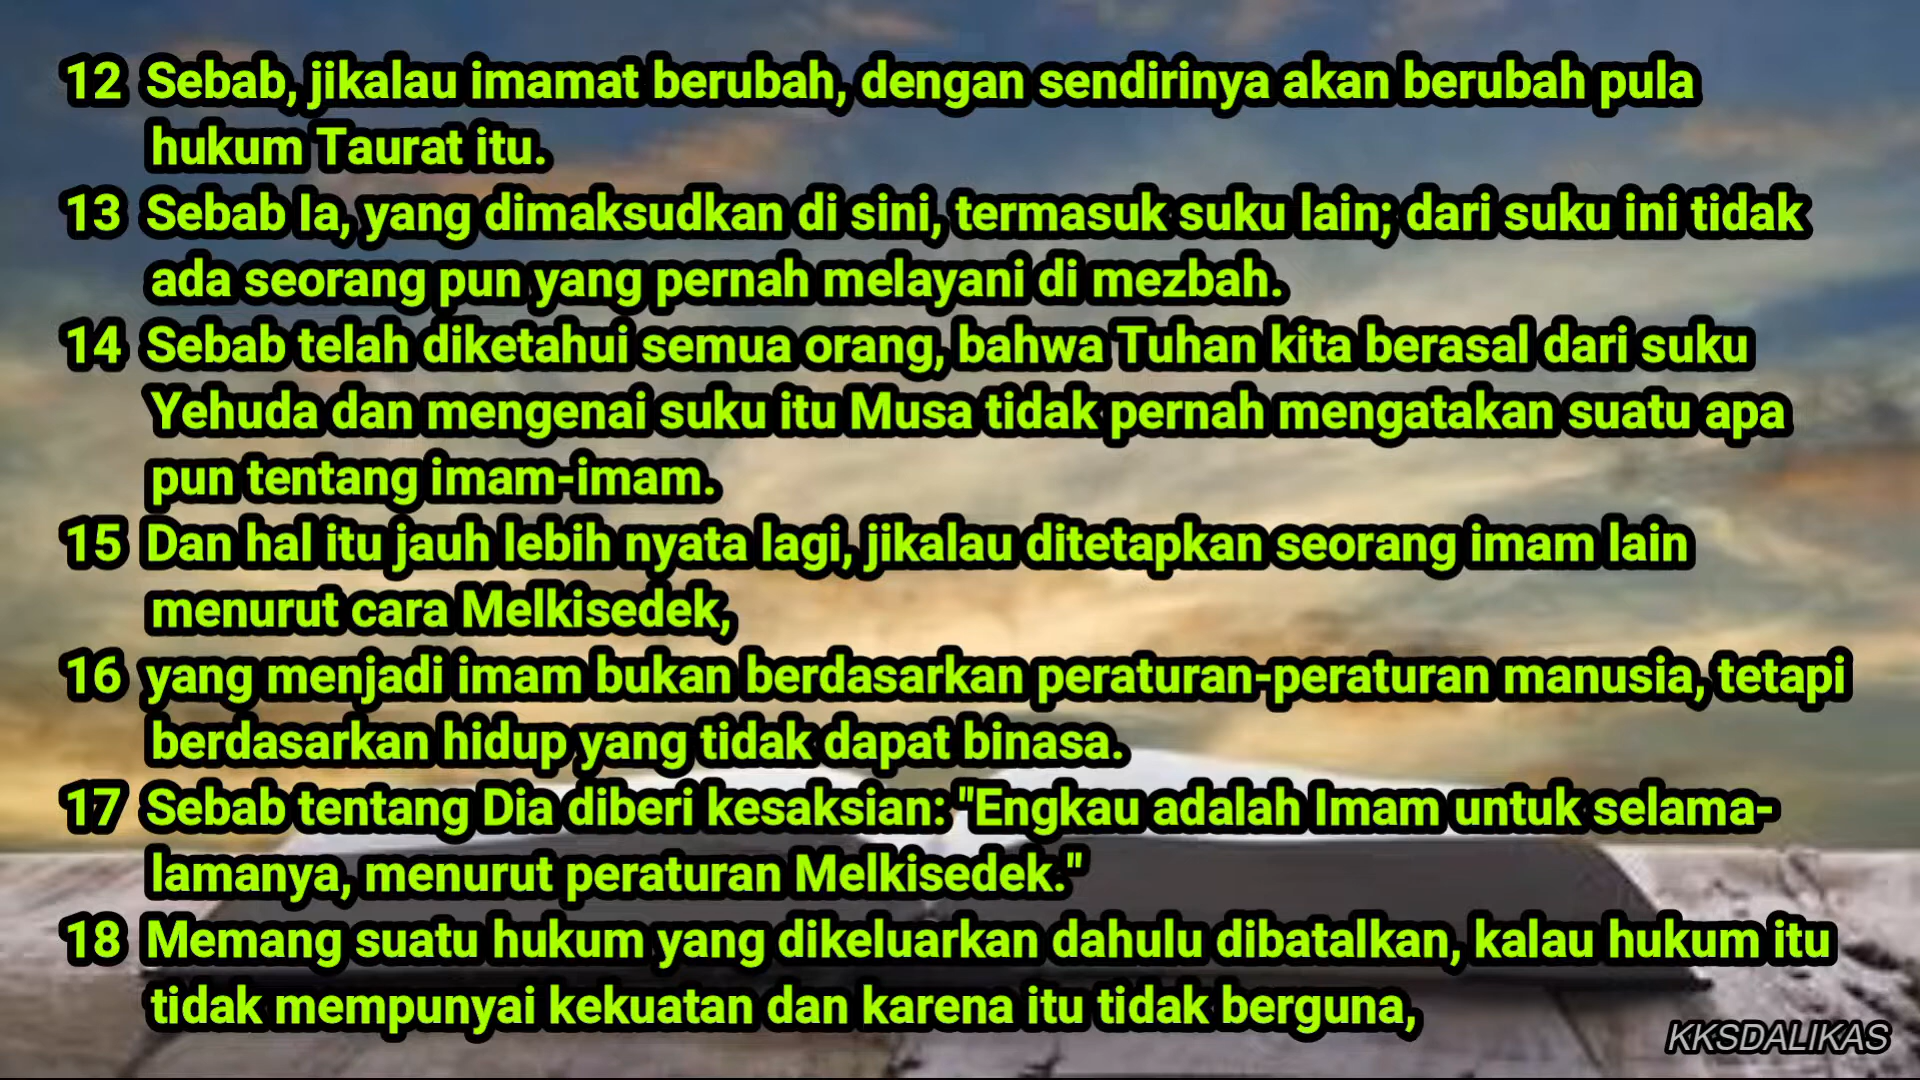 12 Sebab, jikalau imamat berubah, dengan sendirinya akan berubah pula
hukum Taurat itu.
13 Sebab Ia, yang dimaksudkan di sini, termasuk suku lain; dari suku ini tidak
ada seorang pun yang pernah melayani di mezbah.
14 Sebab telah diketahui semua orang, bahwa Tuhan kita berasal dari suku
Yehuda dan mengenai suku itu Musa tidak pernah mengatakan suatu apa
pun tentang imam-imam.
15 Dan hal itu jauh lebih nyata lagi, jikalau ditetapkan seorang imam lain
menurut cara Melkisedek,
16 yang menjadi imam bukan berdasarkan peraturan-peraturan manusia, tetapi
berdasarkan hidup yang tidak dapat binasa.
17 Sebab tentang Dia diberi kesaksian: "Engkau adalah Imam untuk selama-
lamanya, menurut peraturan Melkisedek."
18 Memang suatu hukum yang dikeluarkan dahulu dibatalkan, kalau hukum itu
tidak mempunyai kekuatan dan karena itu tidak berguna,
KKSDALIKAS